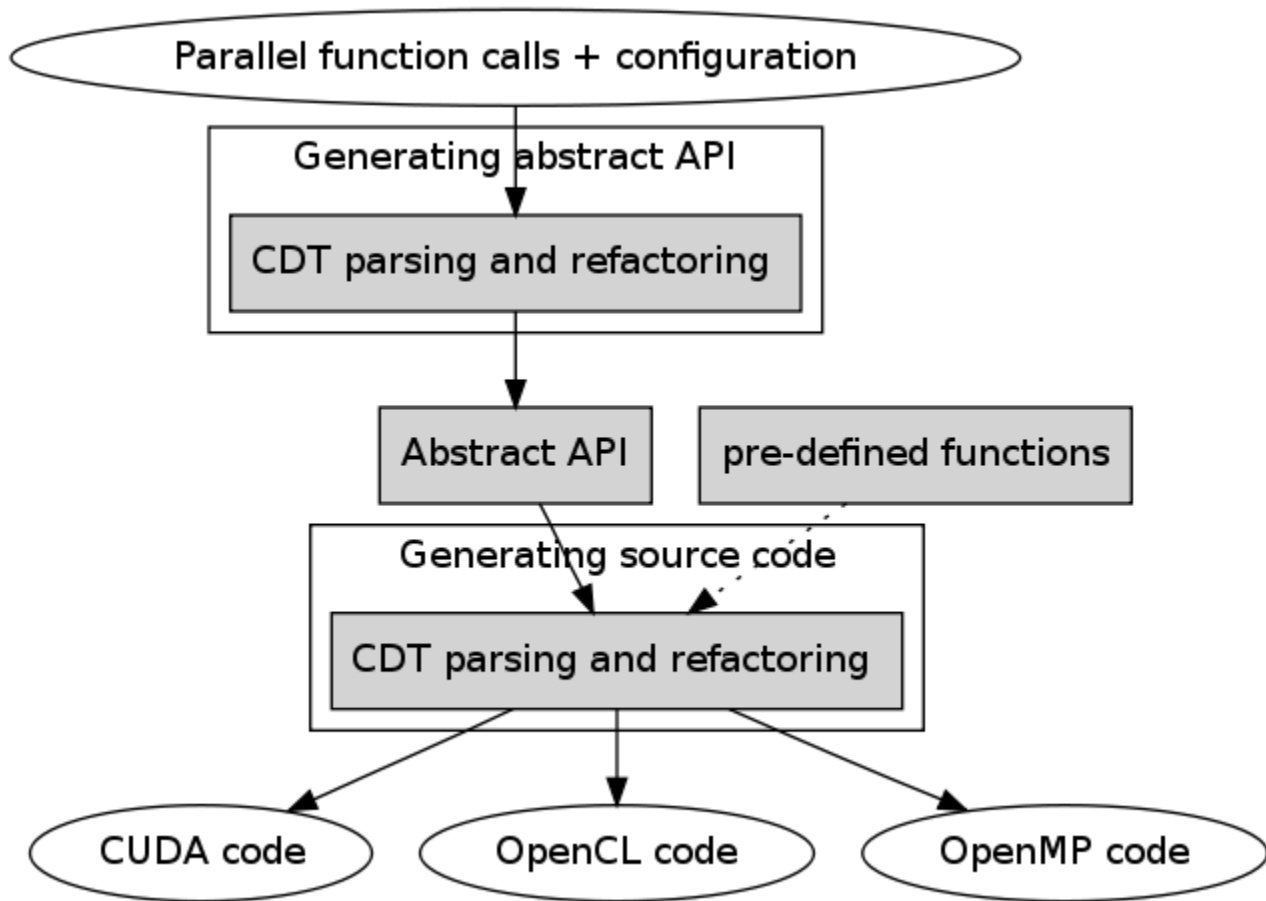 Parallel function calls + configuration
Generating abstract API
CDT parsing and refactoring
Abstract API
pre-defined functions
Generating source code
CDT parsing and refactoring
CUDA code
OpenCL code
OpenMP code